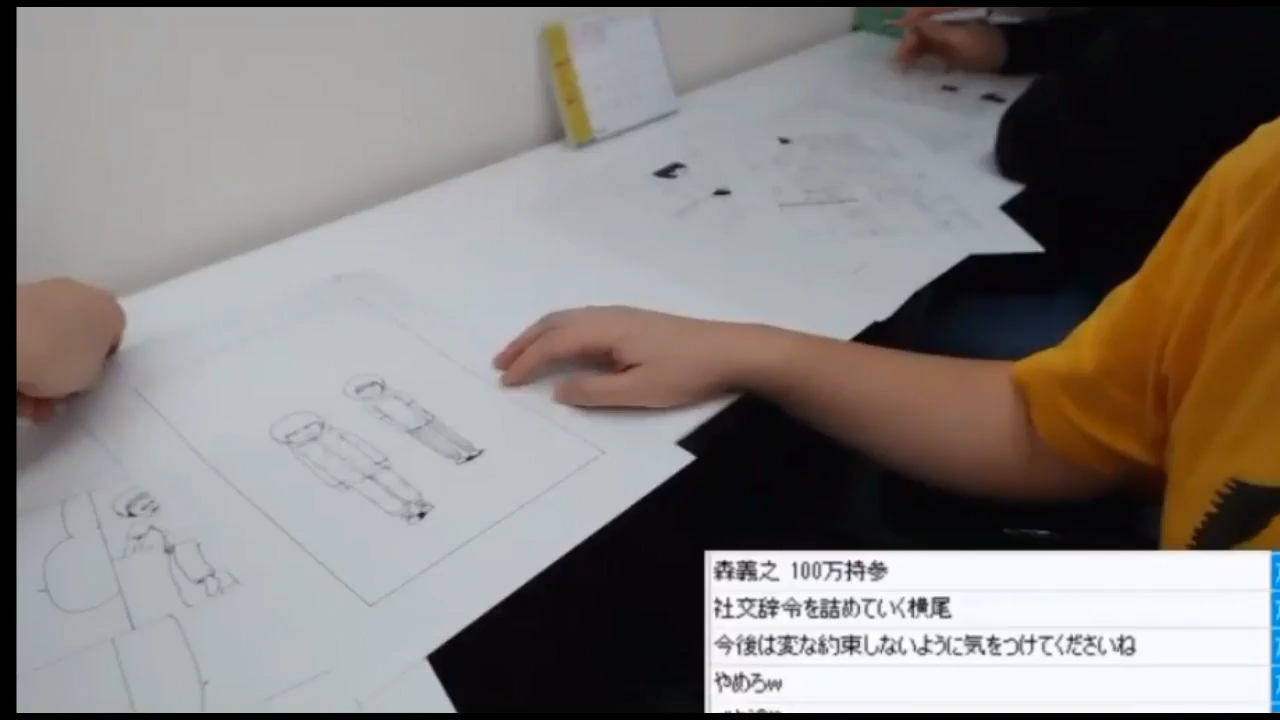 森義之 100万持参
社交辞令を詰めていく横尾
今後は変な約束しないように気をつけてくださいね
やめろw